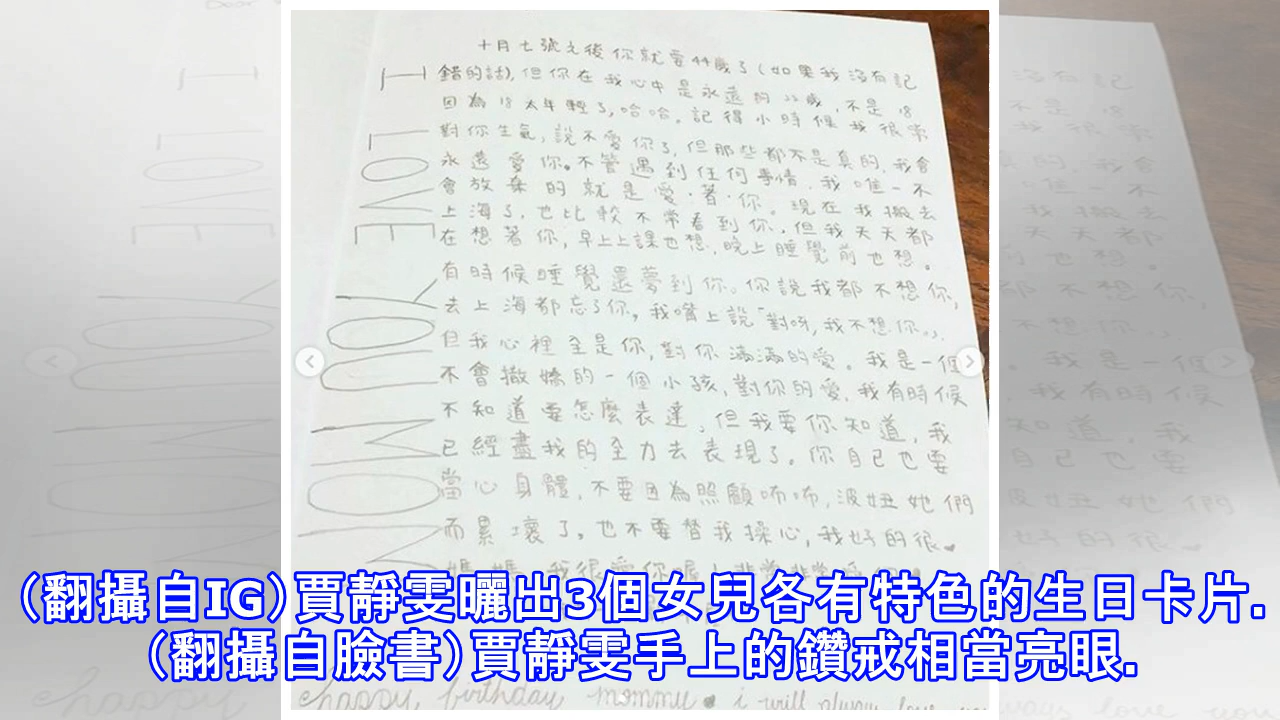 十月七號之後你就要44歲了(如果我沒有記
錯的話),但你在我心中是永遠的22歲,不是18
因為18太年輕了,哈哈。記得小時候我很常
對你生氣,說不愛你了,但那些都不是真的,我會
永遠愛你。不管遇到任何事情,我唯一不
會放棄的就是愛·著·你。現在我搬去
上海了,也比較不常看到你,但我天天都
在想著你,早上上課也想,晚上睡覺前也想。
有時候睡覺還夢到你。你說我都不想你,
去上海都忘了你,我嘴上說「對呀,我不想你。」
但我心裡全是你,對你滿滿的愛。我是一個
不會撒嬌的一個小孩,對你的愛,我有時候
不知道要怎麼表達,但我要你知道,我
已經盡我的全力去表現了。你自己也要
當心身體,不要因為照顧咘咘,波妞她們
而累壞了。也不要替我操心,我好的很。♥
I LOVE YOU MOM
(翻攝自IG)賈靜雯曬出3個女兒各有特色的生日卡片.
(翻攝自臉書)賈靜雯手上的鑽戒相當亮眼.
happy birthday mommy ♥ i will always love you